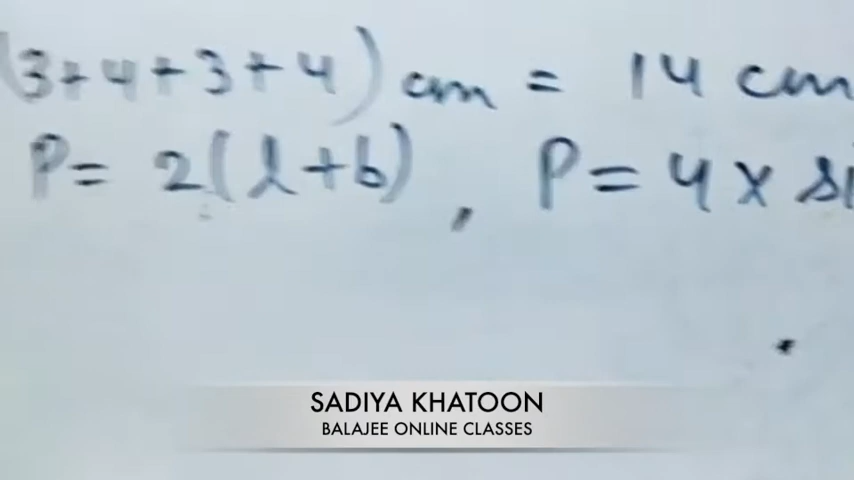 (3+4+3+4) cm = 14 cm
P = 2(l+b), P = 4 x
SADIYA KHATOON
BALAJEE ONLINE CLASSES